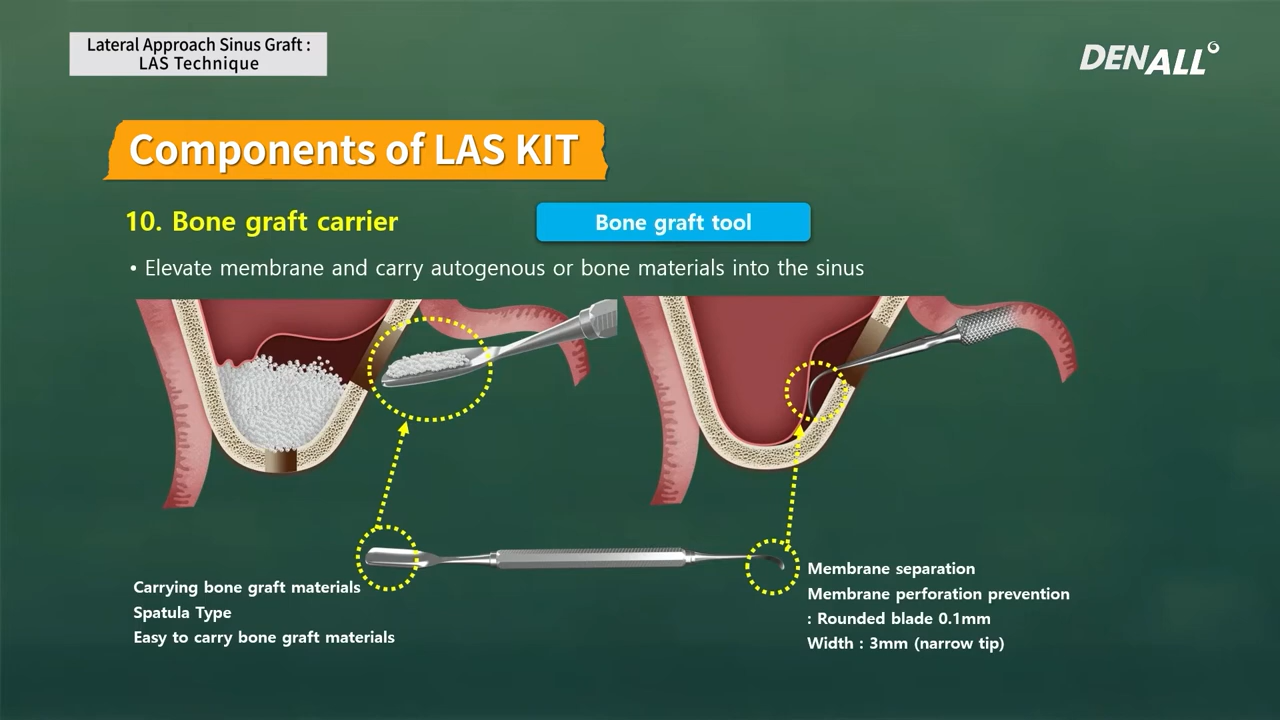 Lateral Approach Sinus Graft :
LAS Technique
DENALL
Components of LAS KIT
10. Bone graft carrier
Bone graft tool
• Elevate membrane and carry autogenous or bone materials into the sinus
Carrying bone graft materials
Spatula Type
Easy to carry bone graft materials
Membrane separation
Membrane perforation prevention
: Rounded blade 0.1mm
Width : 3mm (narrow tip)